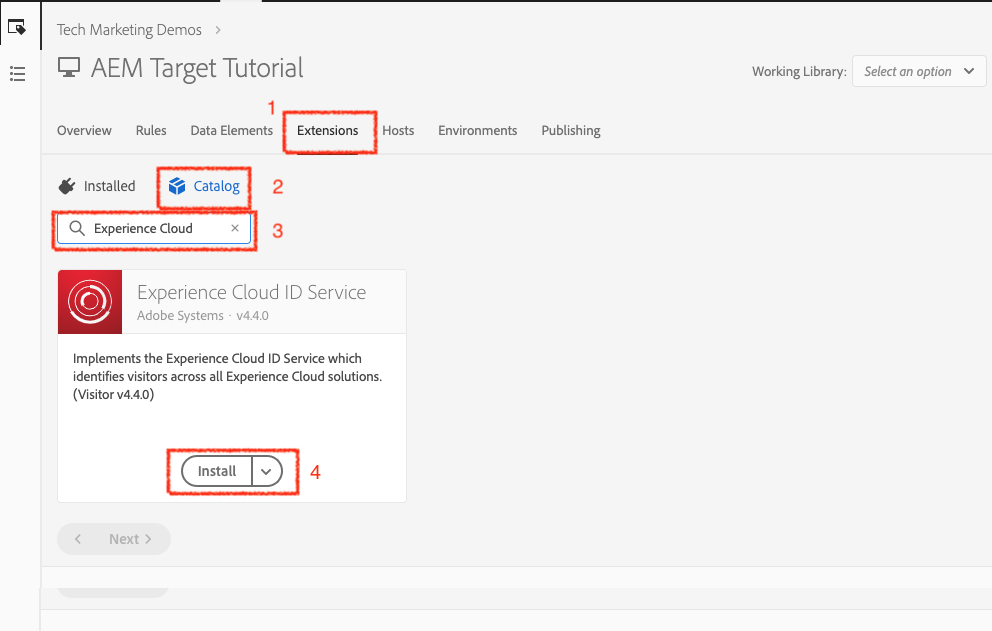 Tech Marketing Demos
AEM Target Tutorial
Working Library: Select an option
1
Overview Rules Data Elements Extensions Hosts Environments Publishing
Installed Catalog 2
Experience Cloud × 3
Experience Cloud ID Service
Adobe Systems · v4.4.0
Implements the Experience Cloud ID Service which
identifies visitors across all Experience Cloud solutions.
(Visitor v4.4.0)
Install 4
Next